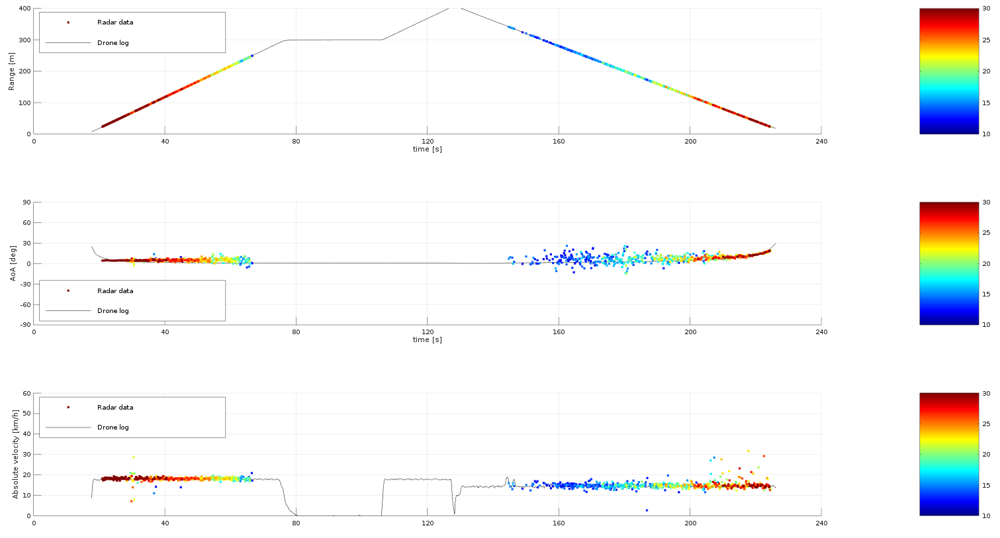 400
300
200
100
0
Range [m]
Radar data
Drone log
0 40 80 120 160 200 240
time [s]
30
25
20
15
10
90
60
30
0
-30
-60
-90
AoA [deg]
Radar data
Drone log
0 40 80 120 160 200 240
time [s]
30
25
20
15
10
60
50
40
30
20
10
0
Absolute velocity [km/h]
Radar data
Drone log
0 40 80 120 160 200 240
30
25
20
15
10